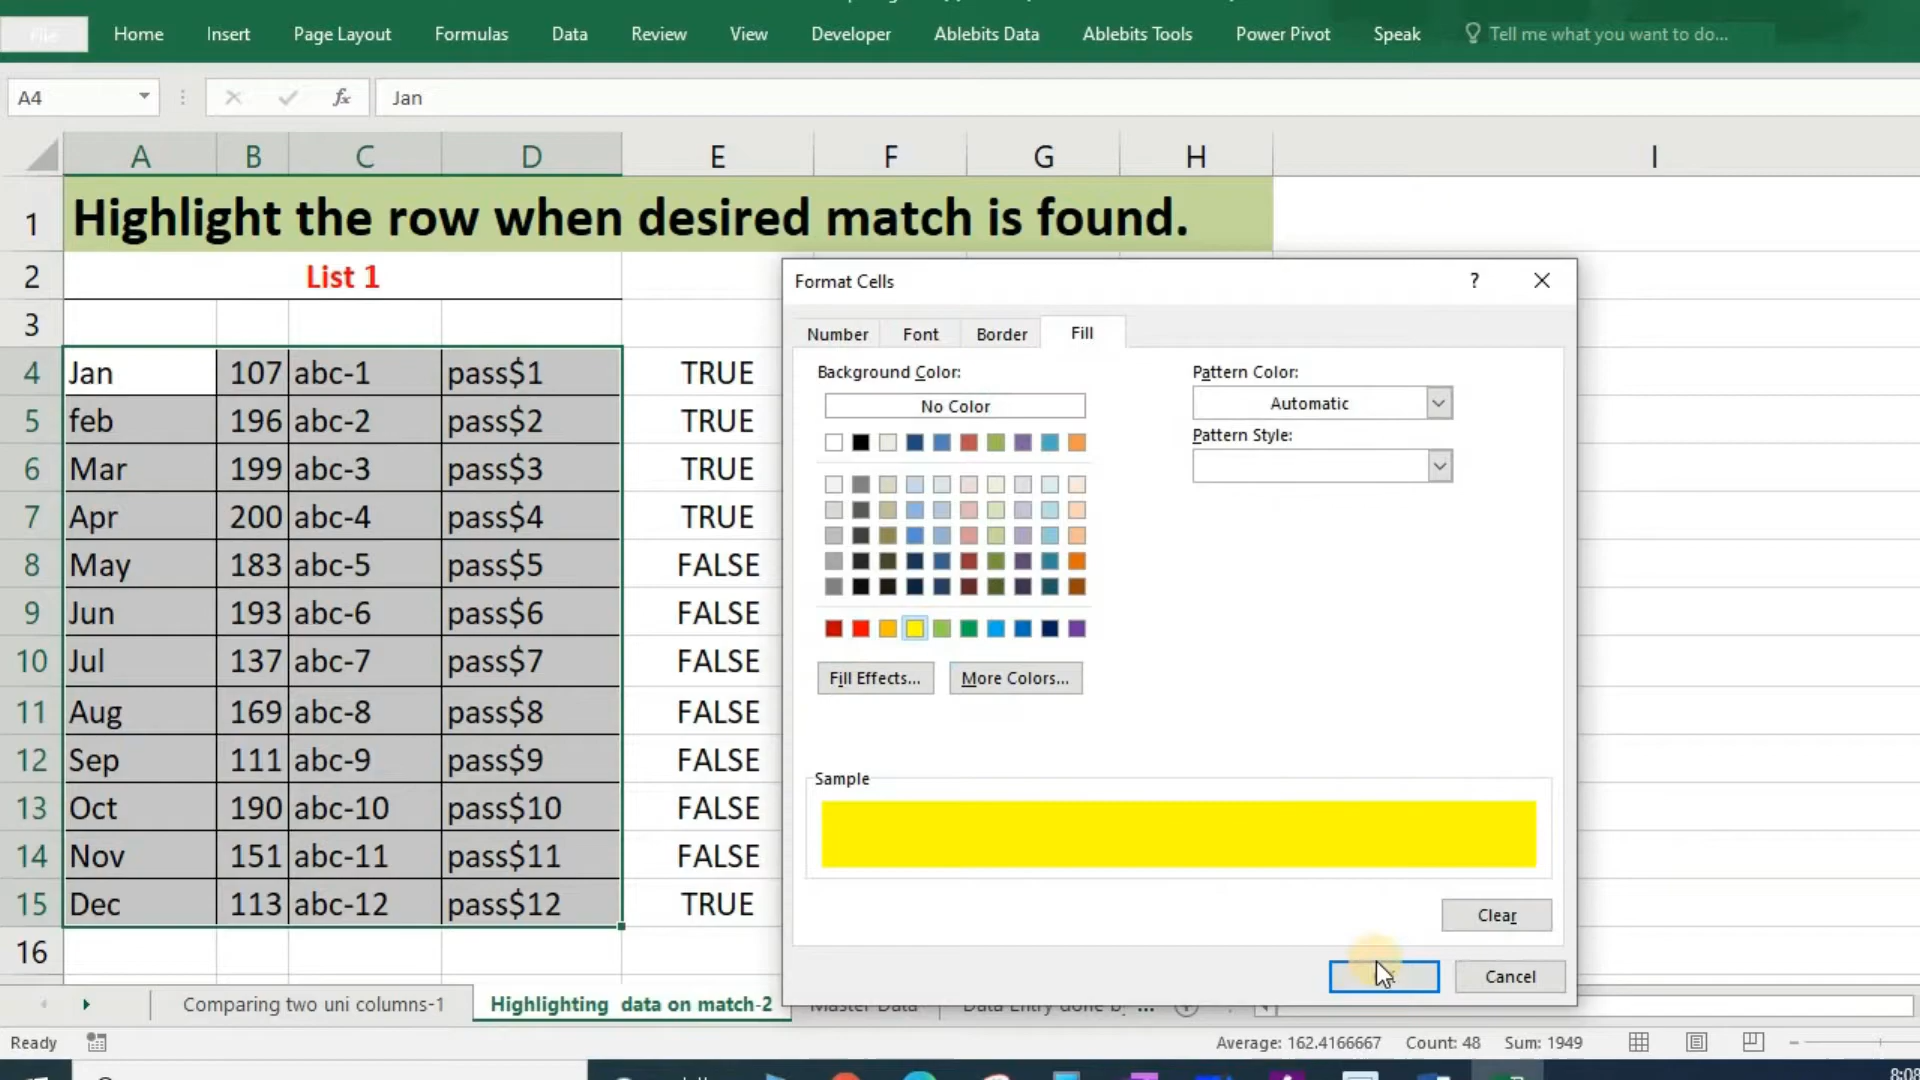 File Home Insert Page Layout Formulas Data Review View Developer Ablebits Data Ablebits Tools Power Pivot Speak Tell me what you want to do...
A4 fx Jan
A B C D E F G H I
1 Highlight the row when desired match is found.
2 List 1
3
4 Jan 107 abc-1 pass$1 TRUE
5 feb 196 abc-2 pass$2 TRUE
6 Mar 199 abc-3 pass$3 TRUE
7 Apr 200 abc-4 pass$4 TRUE
8 May 183 abc-5 pass$5 FALSE
9 Jun 193 abc-6 pass$6 FALSE
10 Jul 137 abc-7 pass$7 FALSE
11 Aug 169 abc-8 pass$8 FALSE
12 Sep 111 abc-9 pass$9 FALSE
13 Oct 190 abc-10 pass$10 FALSE
14 Nov 151 abc-11 pass$11 FALSE
15 Dec 113 abc-12 pass$12 TRUE
16
Format Cells ?
Number Font Border Fill
Background Color:
No Color
Pattern Color:
Automatic
Pattern Style:
Fill Effects... More Colors...
Sample
Clear
Cancel
Comparing two uni columns-1 Highlighting data on match-2 Master Data Data Entry done b ...
Ready Average: 162.4166667 Count: 48 Sum: 1949
8:08